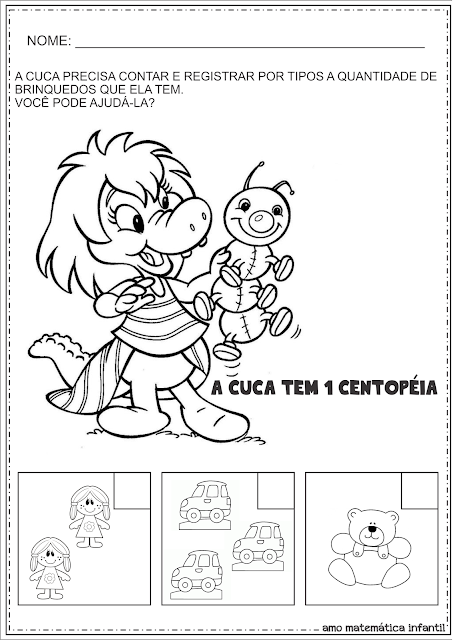 NOME:
A CUCA PRECISA CONTAR E REGISTRAR POR TIPOS A QUANTIDADE DE
BRINQUEDOS QUE ELA TEM.
VOCÊ PODE AJUDÁ-LA?
A CUCA TEM 1 CENTOPÉIA
amo matemática infantil